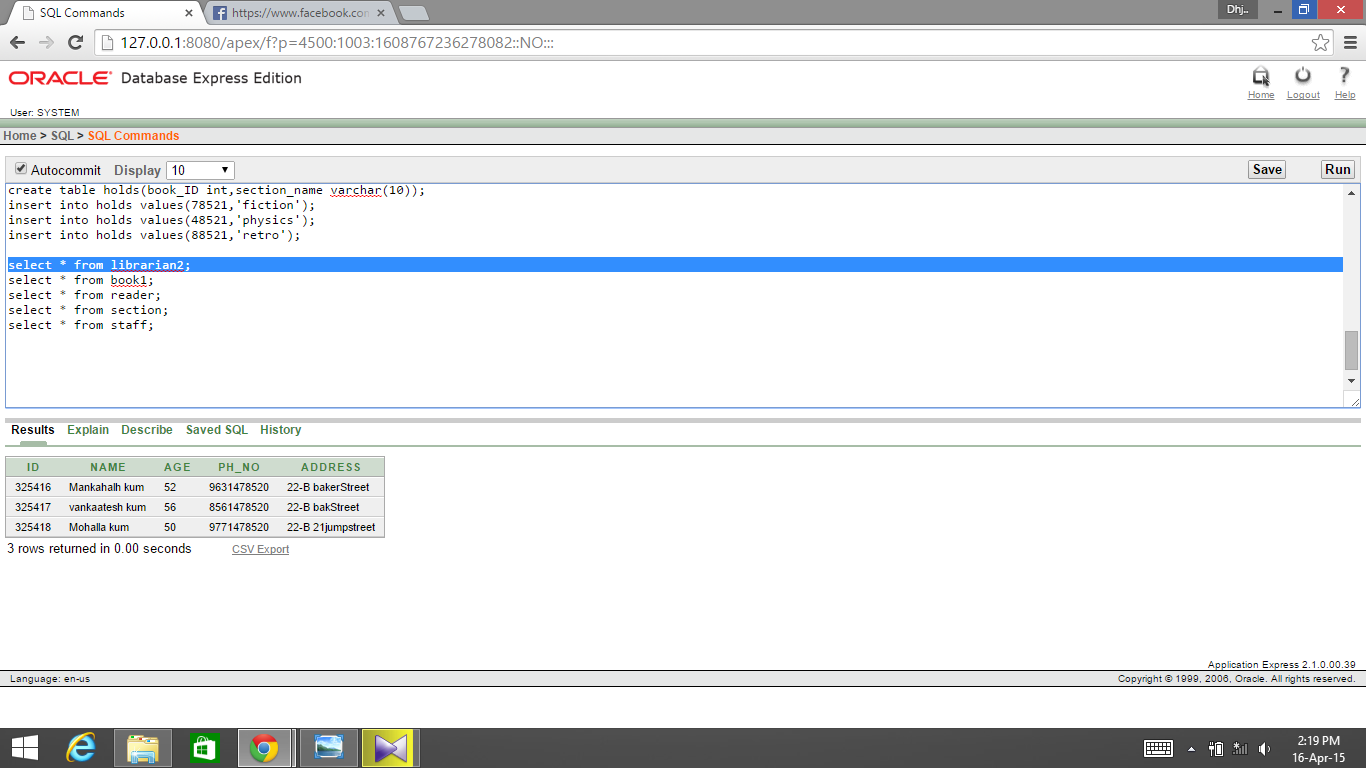 SQL Commands
https://www.facebook.con
Dhj..
127.0.0.1:8080/apex/f?p=4500:1003:1608767236278082::NO:::
ORACLE Database Express Edition
Home Logout Help
User: SYSTEM
Home > SQL > SQL Commands
Autocommit Display 10 Save Run
create table holds(book_ID int,section_name varchar(10));
insert into holds values(78521,'fiction');
insert into holds values(48521,'physics');
insert into holds values(88521,'retro');
select * from librarian2;
select * from book1;
select * from reader;
select * from section;
select * from staff;
Results Explain Describe Saved SQL History
ID NAME AGE PH_NO ADDRESS
325416 Mankahalh kum 52 9631478520 22-B bakerStreet
325417 vankaatesh kum 56 8561478520 22-B bakStreet
325418 Mohalla kum 50 9771478520 22-B 21jumpstreet
3 rows returned in 0.00 seconds CSV Export
Application Express 2.1.0.00.39
Language: en-us Copyright © 1999, 2006, Oracle. All rights reserved.
2:19 PM
16-Apr-15